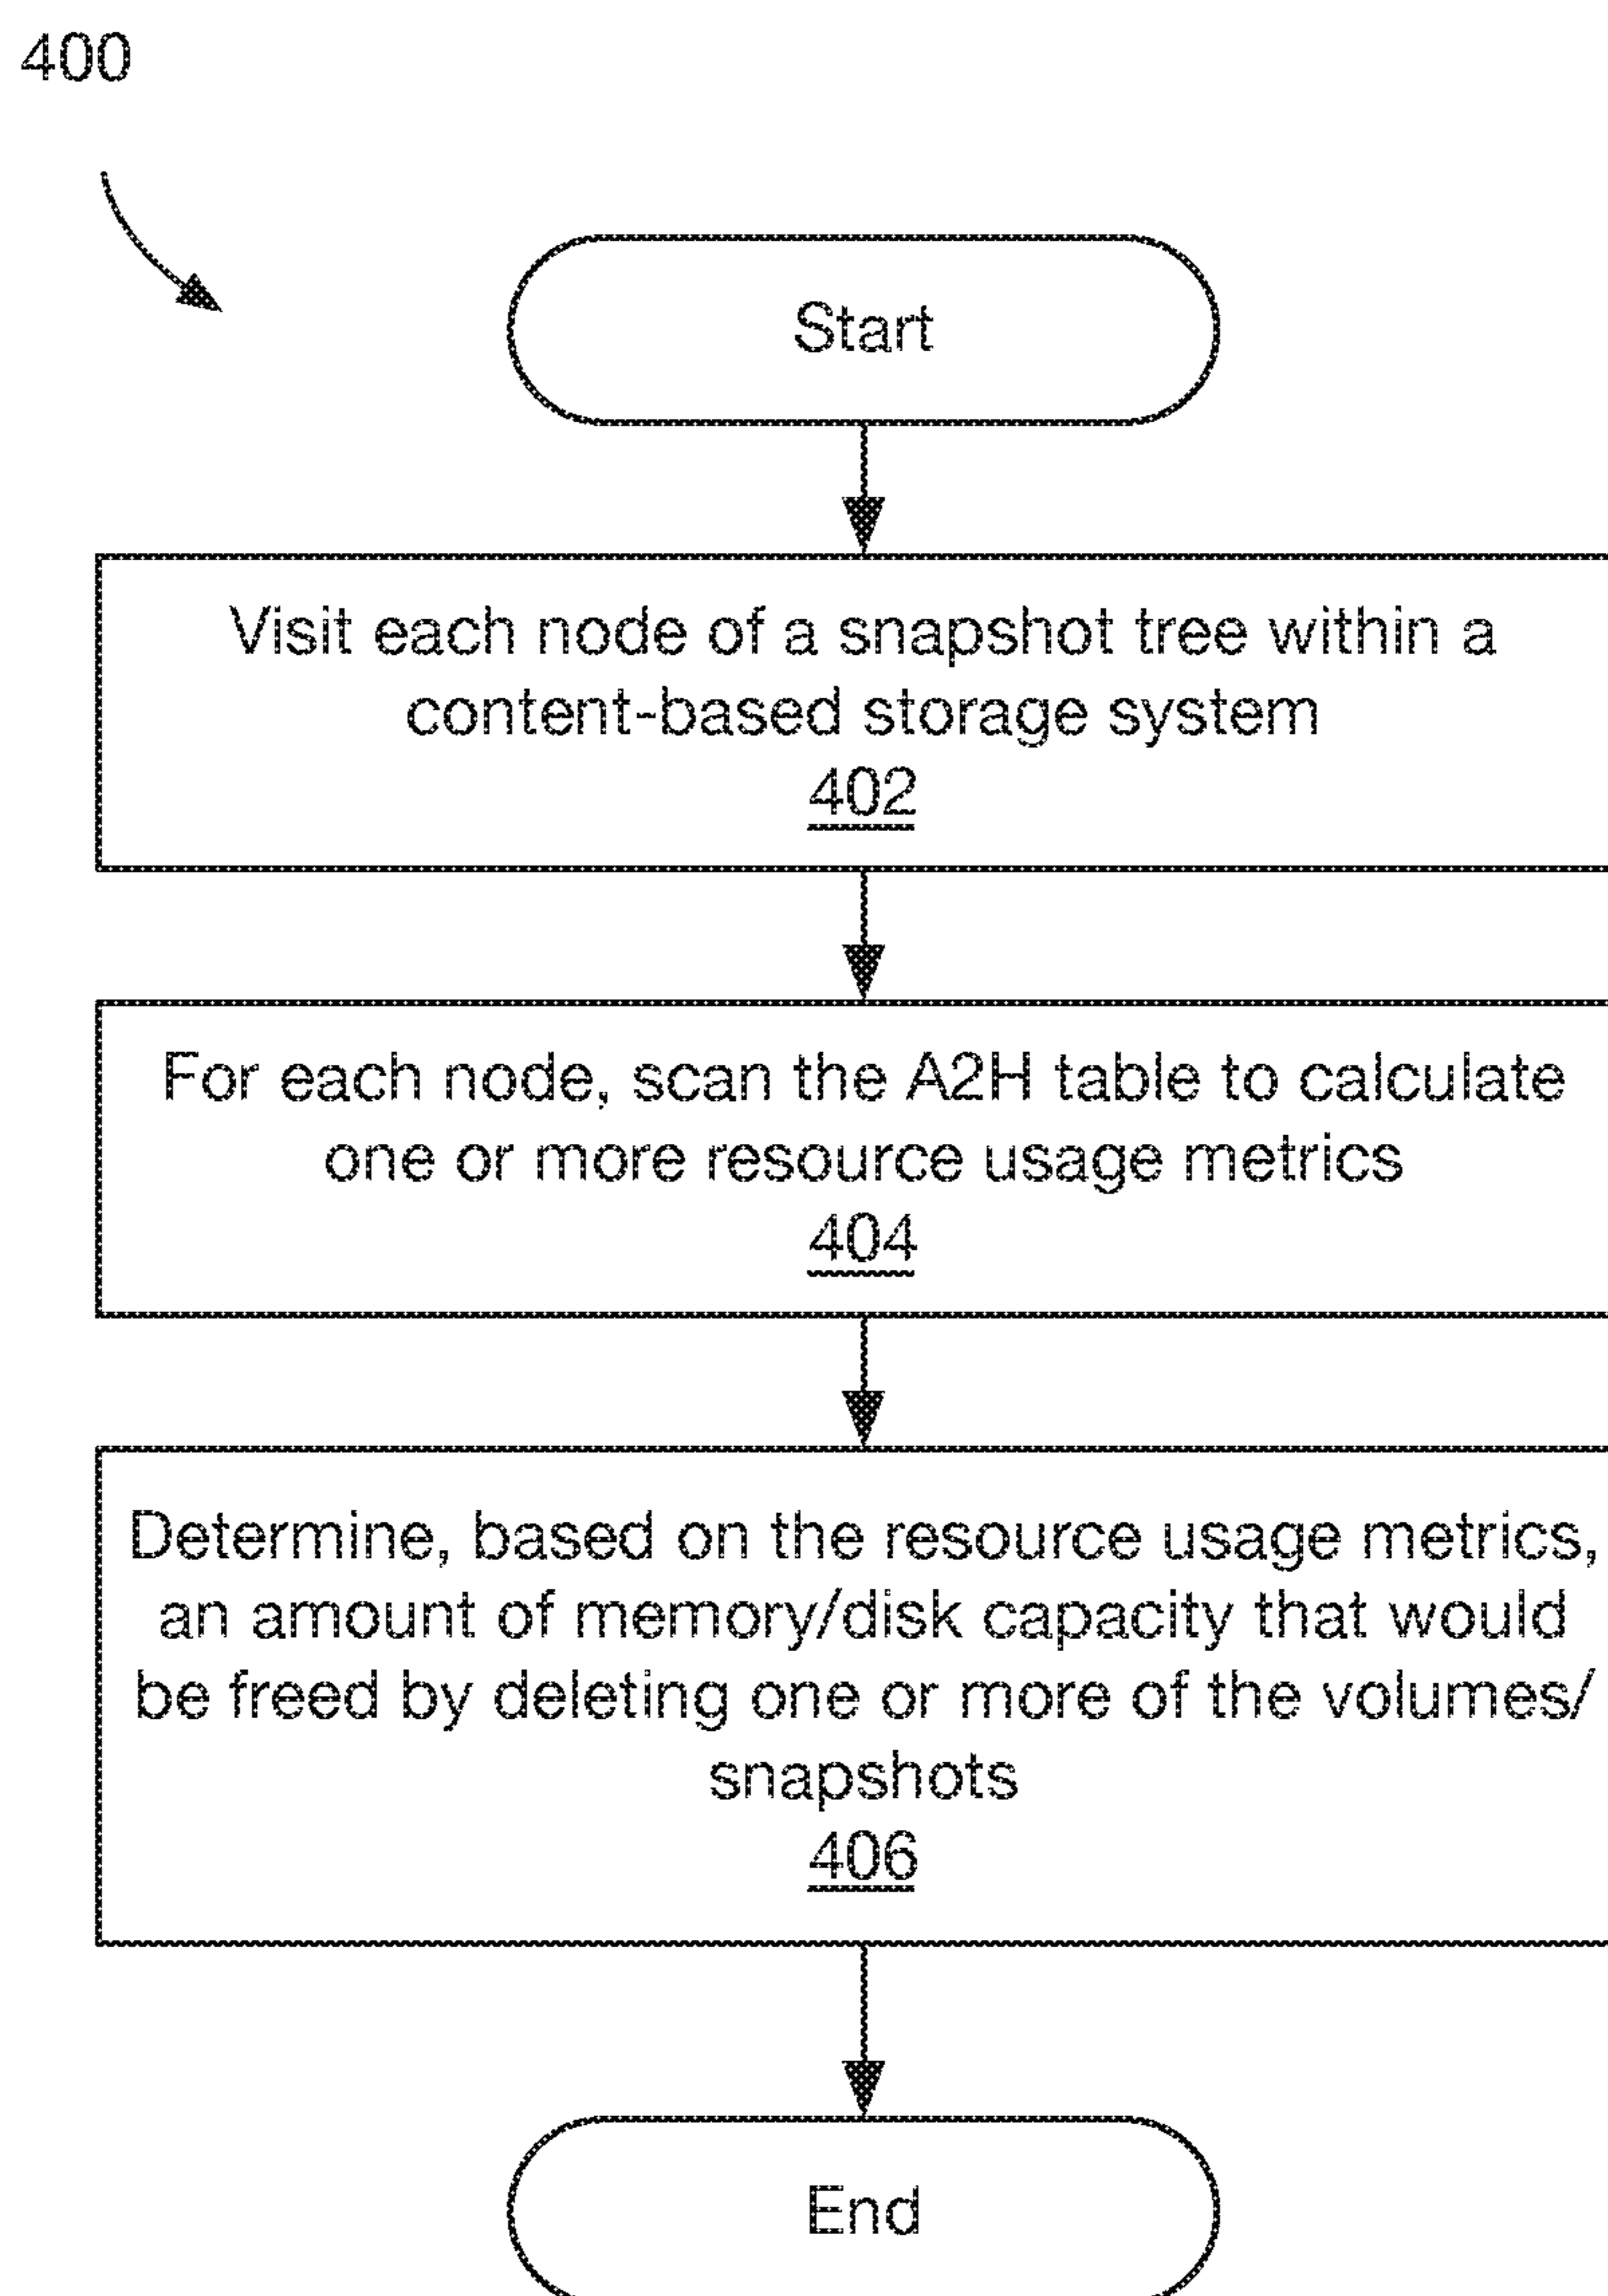 400
Start
Visit each node of a snapshot tree within a
content-based storage system
402
For each node, scan the A2H table to calculate
one or more resource usage metrics
404
Determine, based on the resource usage metrics,
an amount of memory/disk capacity that would
be freed by deleting one or more of the volumes/
snapshots
406
End